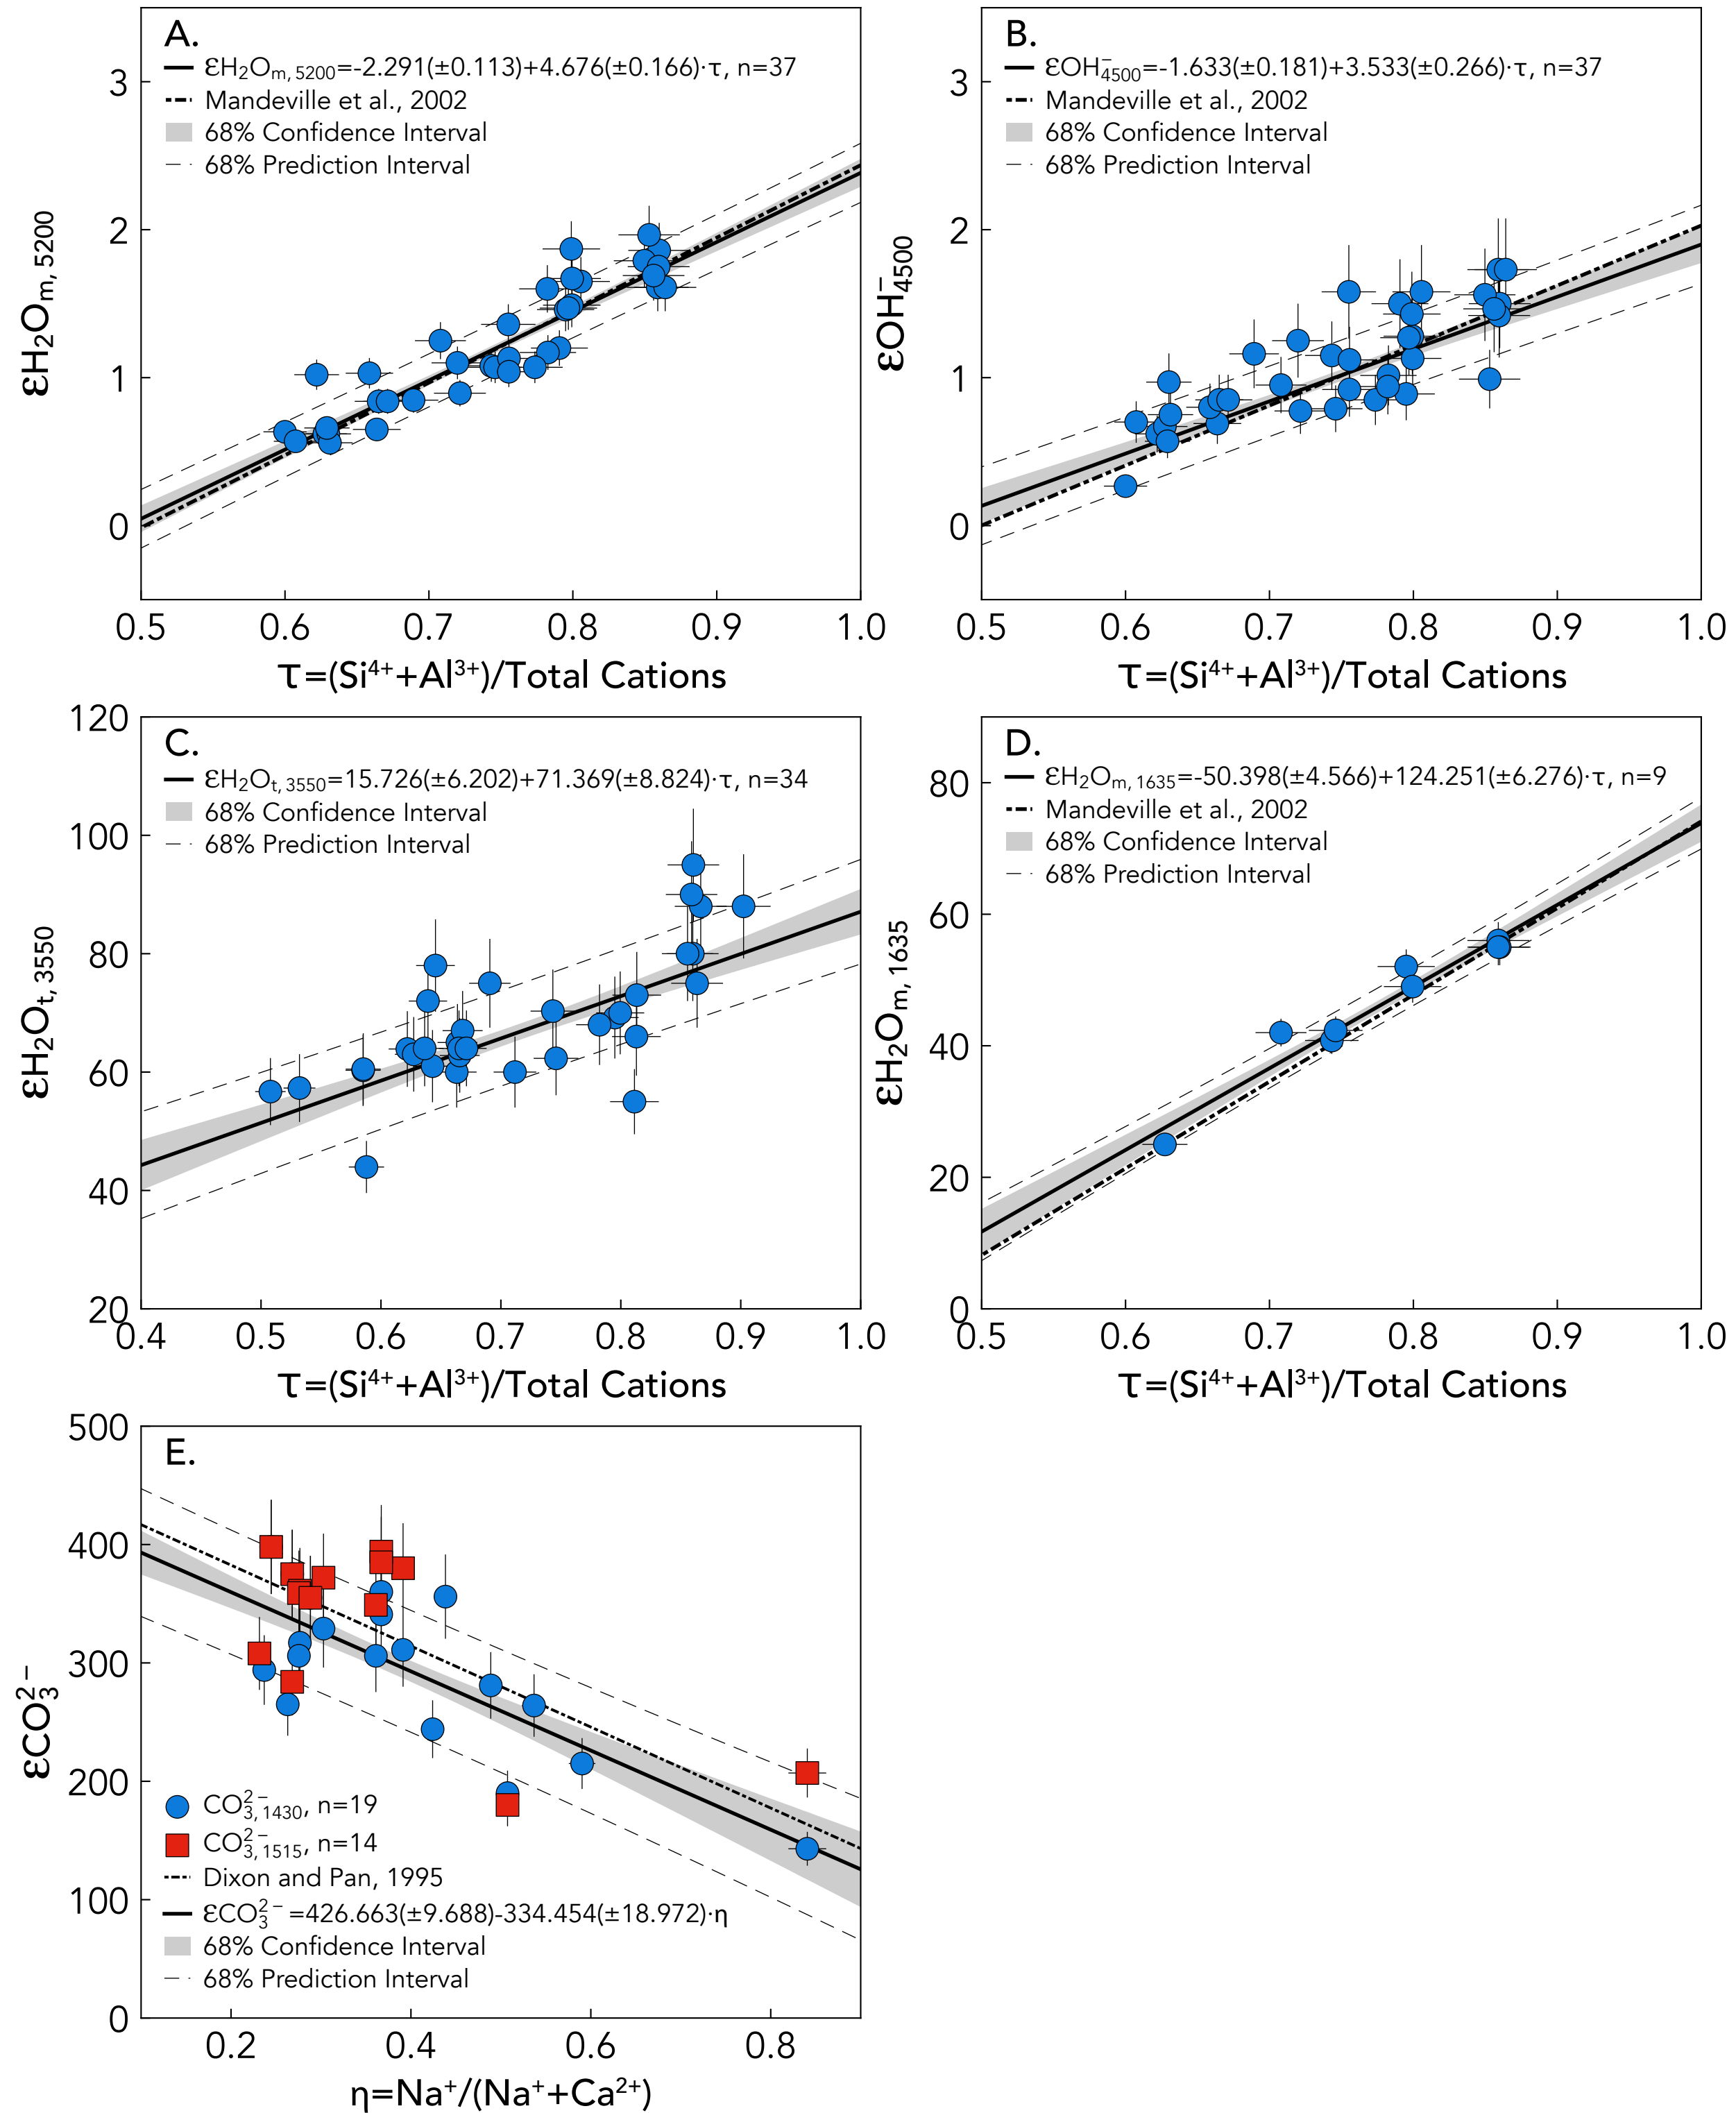 A.
εH₂Oₘ, ₅₂₀₀=-2.291(±0.113)+4.676(±0.166)·τ, n=37
Mandeville et al., 2002
68% Confidence Interval
68% Prediction Interval
3
2
1
0
εH₂Oₘ, ₅₂₀₀
0.5 0.6 0.7 0.8 0.9 1.0
τ=(Si⁴⁺+Al³⁺)/Total Cations
B.
εOH⁻₄₅₀₀=-1.633(±0.181)+3.533(±0.266)·τ, n=37
Mandeville et al., 2002
68% Confidence Interval
68% Prediction Interval
3
2
1
0
εOH⁻₄₅₀₀
0.5 0.6 0.7 0.8 0.9 1.0
τ=(Si⁴⁺+Al³⁺)/Total Cations
C.
εH₂Oₜ, ₃₅₅₀=15.726(±6.202)+71.369(±8.824)·τ, n=34
68% Confidence Interval
68% Prediction Interval
120
100
80
60
40
20
εH₂Oₜ, ₃₅₅₀
0.4 0.5 0.6 0.7 0.8 0.9 1.0
τ=(Si⁴⁺+Al³⁺)/Total Cations
D.
εH₂Oₘ, ₁₆₃₅=-50.398(±4.566)+124.251(±6.276)·τ, n=9
Mandeville et al., 2002
68% Confidence Interval
68% Prediction Interval
80
60
40
20
0
εH₂Oₘ, ₁₆₃₅
0.5 0.6 0.7 0.8 0.9 1.0
τ=(Si⁴⁺+Al³⁺)/Total Cations
E.
500
400
300
200
100
0
εCO₃²⁻
CO²⁻₃, ₁₄₃₀, n=19
CO²⁻₃, ₁₅₁₅, n=14
Dixon and Pan, 1995
εCO₃²⁻=426.663(±9.688)-334.454(±18.972)·η
68% Confidence Interval
68% Prediction Interval
0.2 0.4 0.6 0.8
η=Na⁺/(Na⁺+Ca²⁺)